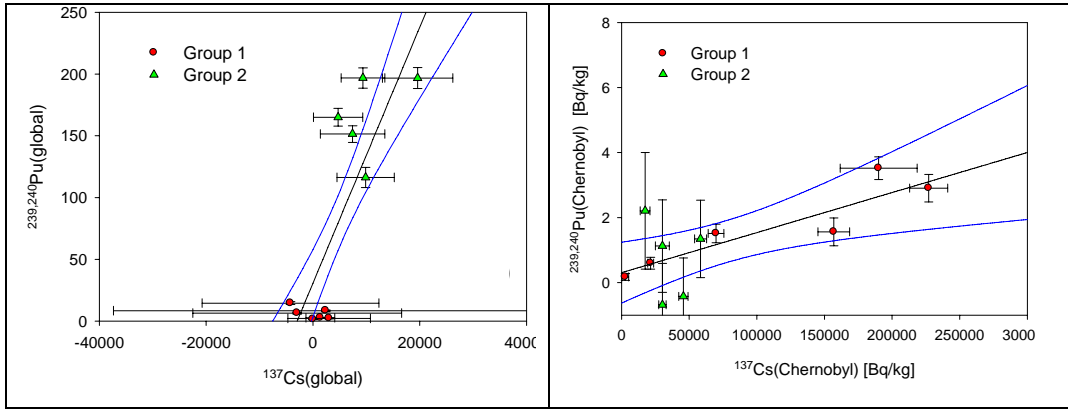 250
200
150
100
50
0
239,240Pu(global)
Group 1
Group 2
-40000 -20000 0 20000 40000
137Cs(global)
8
6
4
2
0
239,240Pu(Chernobyl) [Bq/kg]
Group 1
Group 2
0 50000 100000 150000 200000 250000 3000
137Cs(Chernobyl) [Bq/kg]